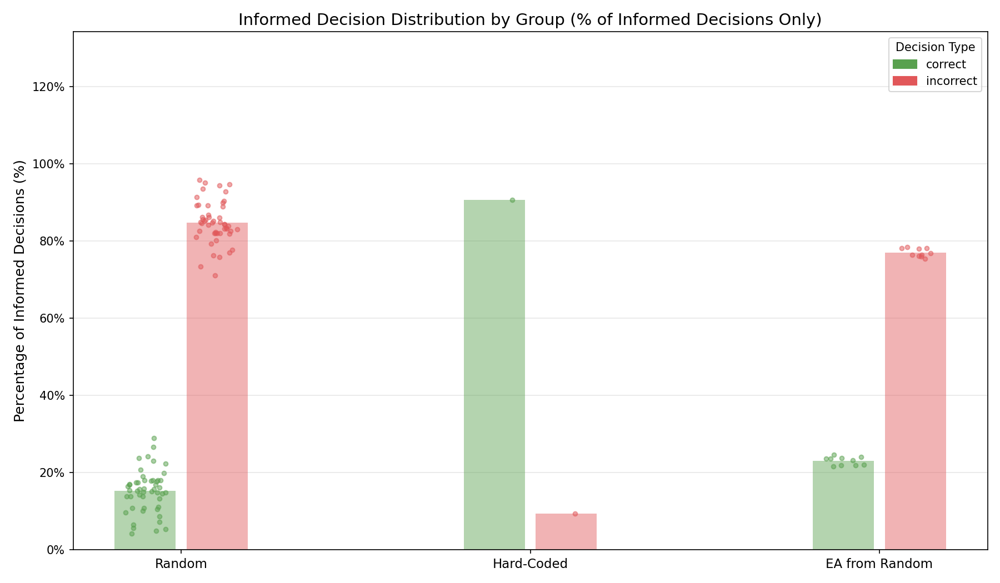 Informed Decision Distribution by Group (% of Informed Decisions Only)
Decision Type
correct
incorrect
Percentage of Informed Decisions (%)
120%
100%
80%
60%
40%
20%
0%
Random
Hard-Coded
EA from Random